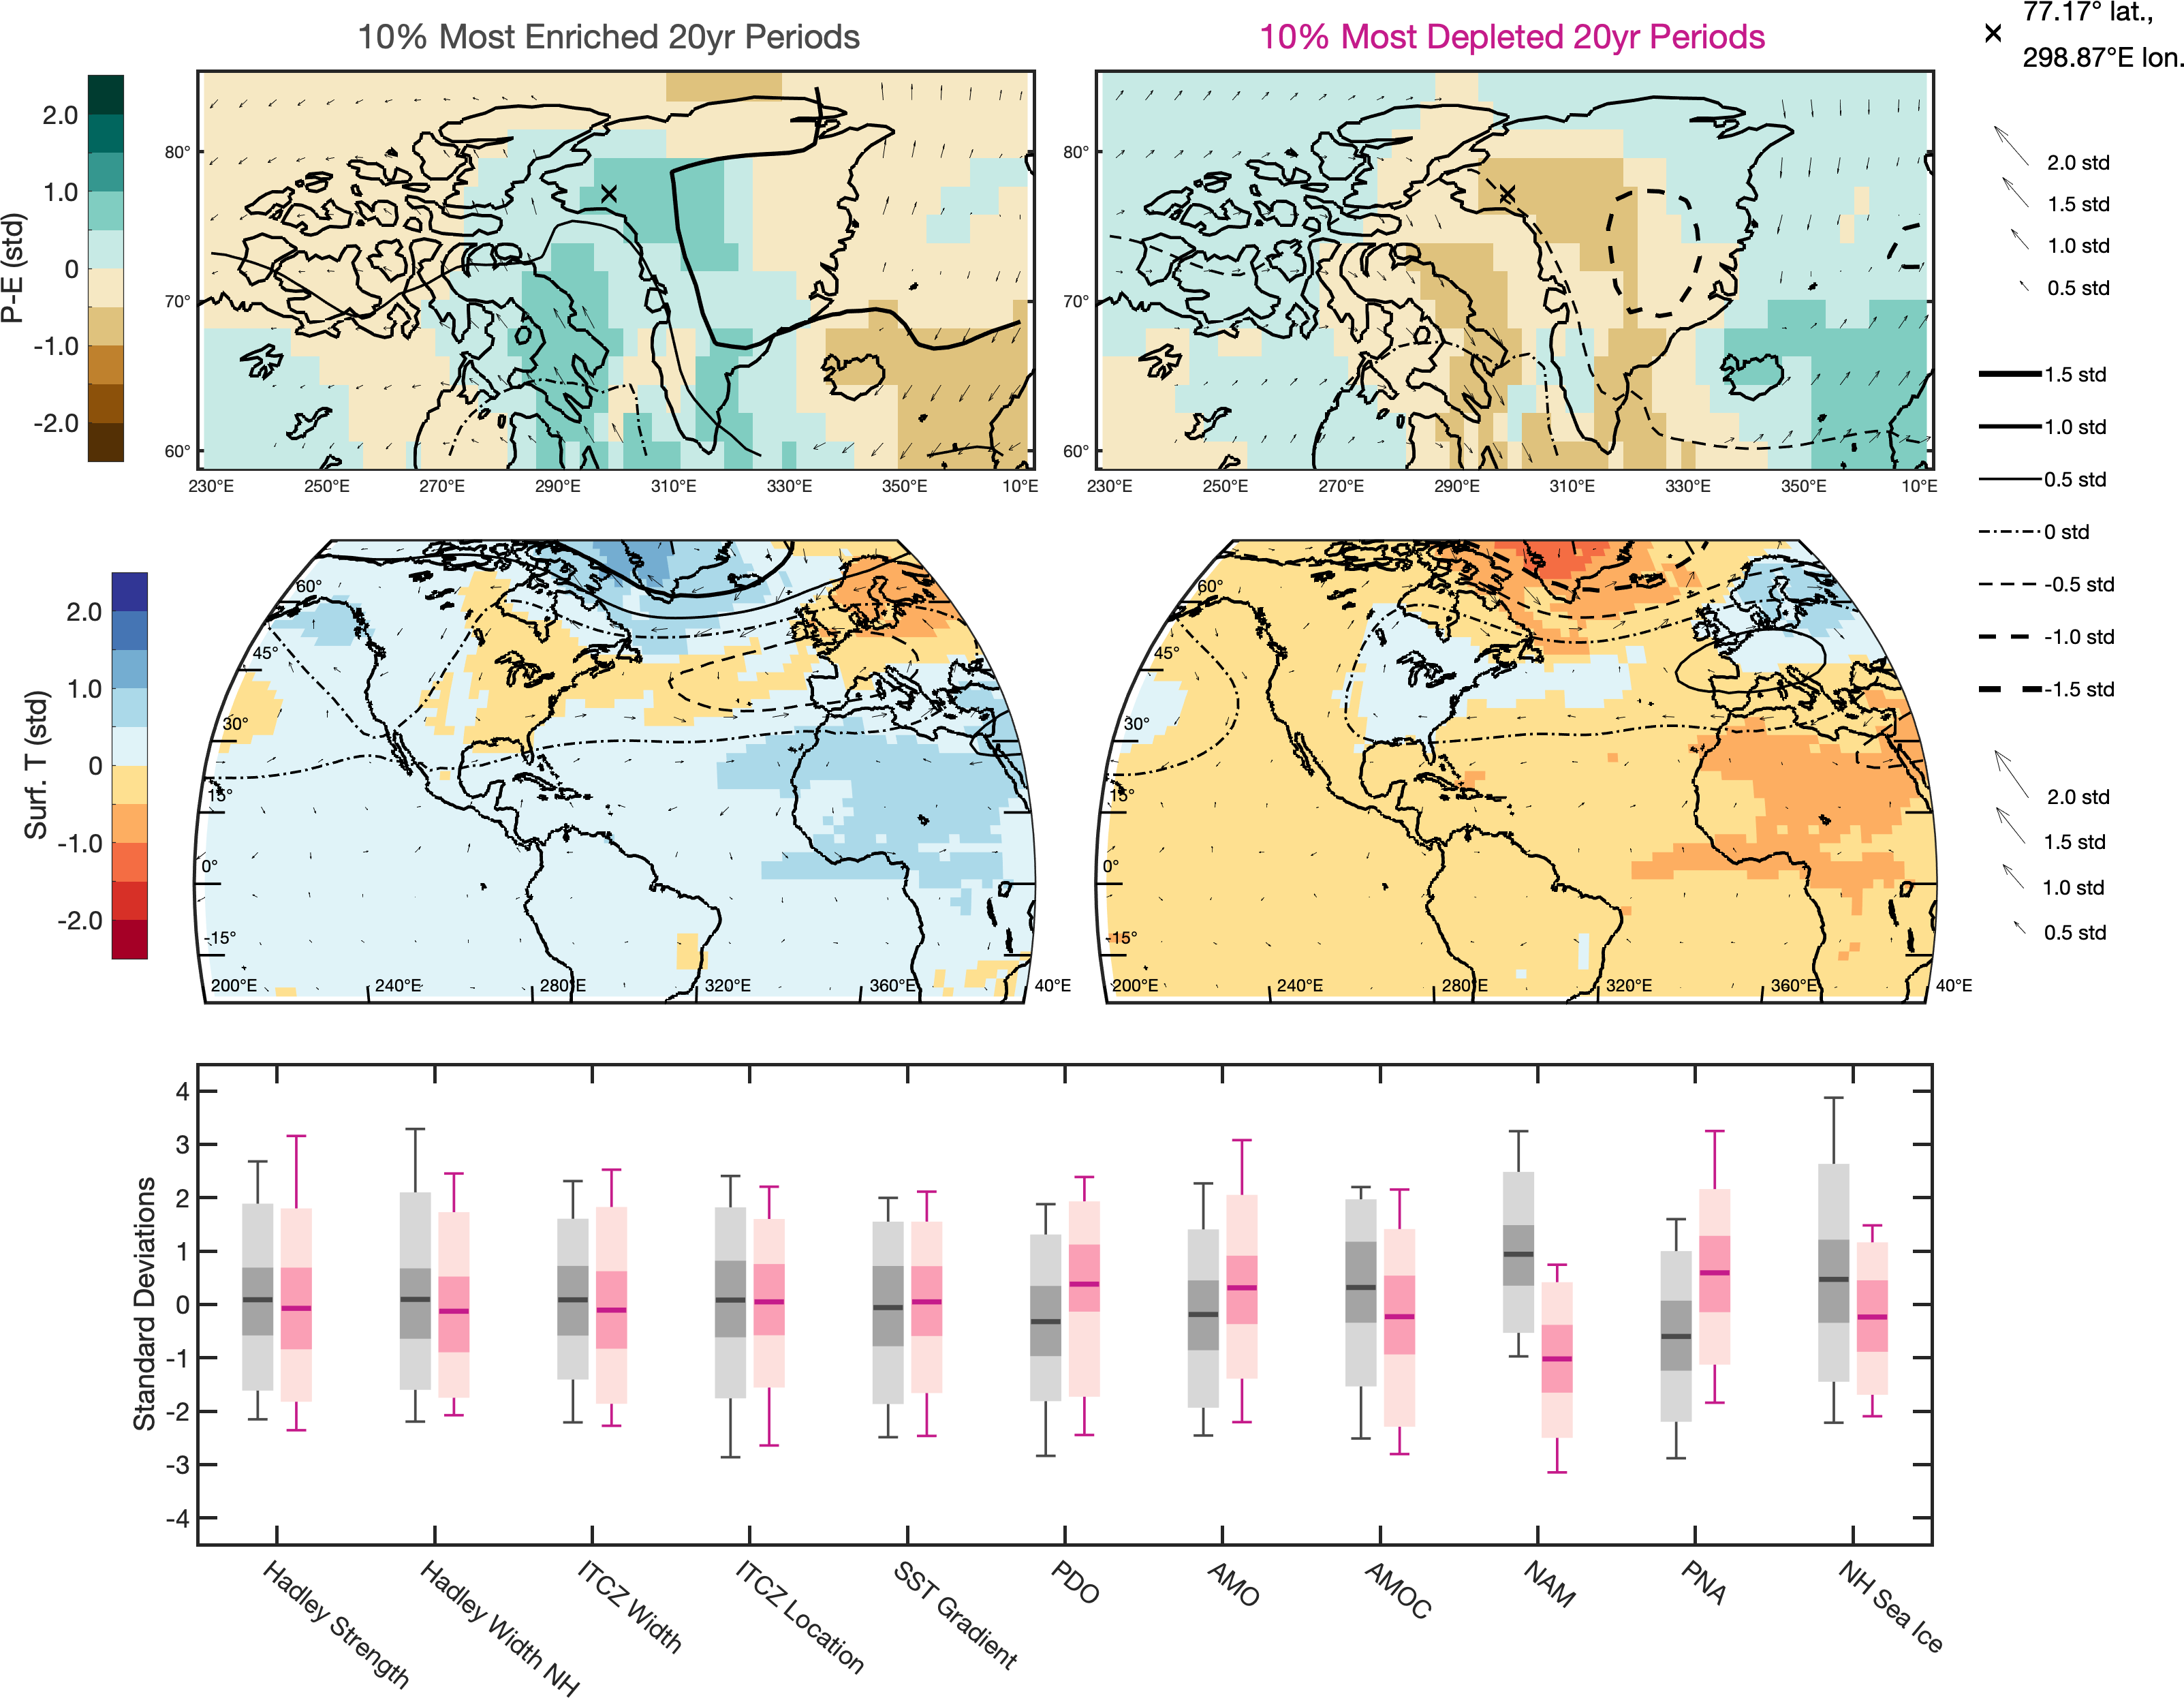 10% Most Enriched 20yr Periods
10% Most Depleted 20yr Periods
77.17° lat.,
298.87°E lon.
P-E (std)
2.0
1.0
0
-1.0
-2.0
80°
70°
60°
230°E 250°E 270°E 290°E 310°E 330°E 350°E 10°E
80°
70°
60°
230°E 250°E 270°E 290°E 310°E 330°E 350°E 10°E
2.0 std
1.5 std
1.0 std
0.5 std
1.5 std
1.0 std
0.5 std
0 std
-0.5 std
-1.0 std
-1.5 std
Surf. T (std)
2.0
1.0
0
-1.0
-2.0
60°
45°
30°
15°
0°
-15°
200°E 240°E 280°E 320°E 360°E 40°E
60°
45°
30°
15°
0°
-15°
200°E 240°E 280°E 320°E 360°E 40°E
2.0 std
1.5 std
1.0 std
0.5 std
Standard Deviations
4
3
2
1
0
-1
-2
-3
-4
Hadley Strength
Hadley Width NH
ITCZ Width
ITCZ Location
SST Gradient
PDO
AMO
AMOC
NAM
PNA
NH Sea Ice